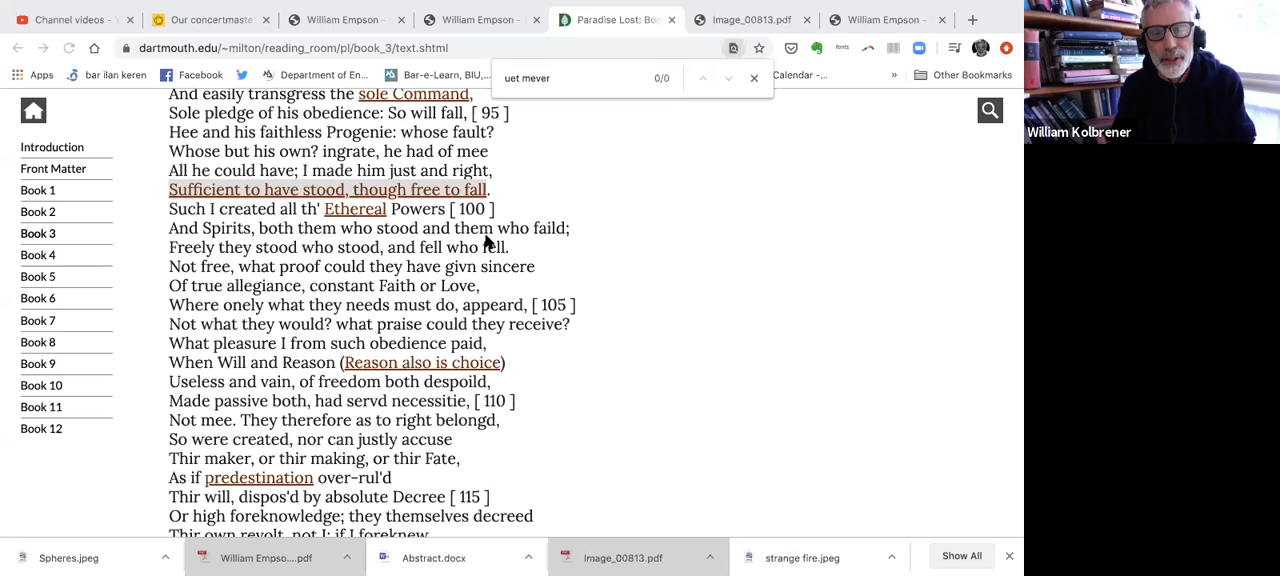 Channel videos - Y
Our concertmaste
William Empson -
William Empson -
Paradise Lost: Boo
Image_00813.pdf
William Empson -
dartmouth.edu/~milton/reading_room/pl/book_3/text.shtml
fonts
Apps
bar ilan keren
Facebook
Department of En...
Bar-e-Learn, BIU,...
Calendar -...
»
Other Bookmarks
uet mever
0/0
William Kolbrener
Introduction
Front Matter
Book 1
Book 2
Book 3
Book 4
Book 5
Book 6
Book 7
Book 8
Book 9
Book 10
Book 11
Book 12
And easily transgress the sole Command,
Sole pledge of his obedience: So will fall, [ 95 ]
Hee and his faithless Progenie: whose fault?
Whose but his own? ingrate, he had of mee
All he could have; I made him just and right,
Sufficient to have stood, though free to fall.
Such I created all th' Ethereal Powers [ 100 ]
And Spirits, both them who stood and them who faild;
Freely they stood who stood, and fell who fell.
Not free, what proof could they have givn sincere
Of true allegiance, constant Faith or Love,
Where onely what they needs must do, appeard, [ 105 ]
Not what they would? what praise could they receive?
What pleasure I from such obedience paid,
When Will and Reason (Reason also is choice)
Useless and vain, of freedom both despoild,
Made passive both, had servd necessitie, [ 110 ]
Not mee. They therefore as to right belongd,
So were created, nor can justly accuse
Thir maker, or thir making, or thir Fate,
As if predestination over-rul'd
Thir will, dispos'd by absolute Decree [ 115 ]
Or high foreknowledge; they themselves decreed
Thir own revolt, not I: if I foreknew
Spheres.jpeg
William Empso....pdf
Abstract.docx
Image_00813.pdf
strange fire.jpeg
Show All